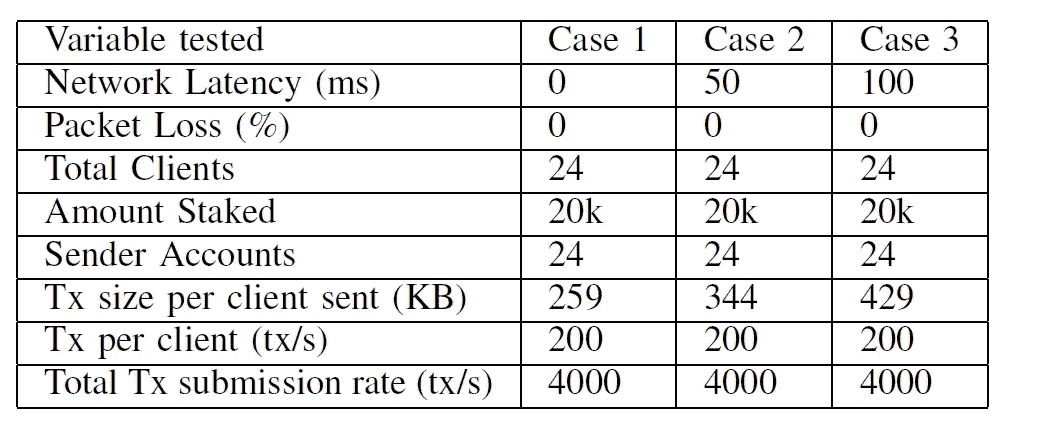 Variable tested Case 1 Case 2 Case 3
Network Latency (ms) 0 50 100
Packet Loss (%) 0 0 0
Total Clients 24 24 24
Amount Staked 20k 20k 20k
Sender Accounts 24 24 24
Tx size per client sent (KB) 259 344 429
Tx per client (tx/s) 200 200 200
Total Tx submission rate (tx/s) 4000 4000 4000